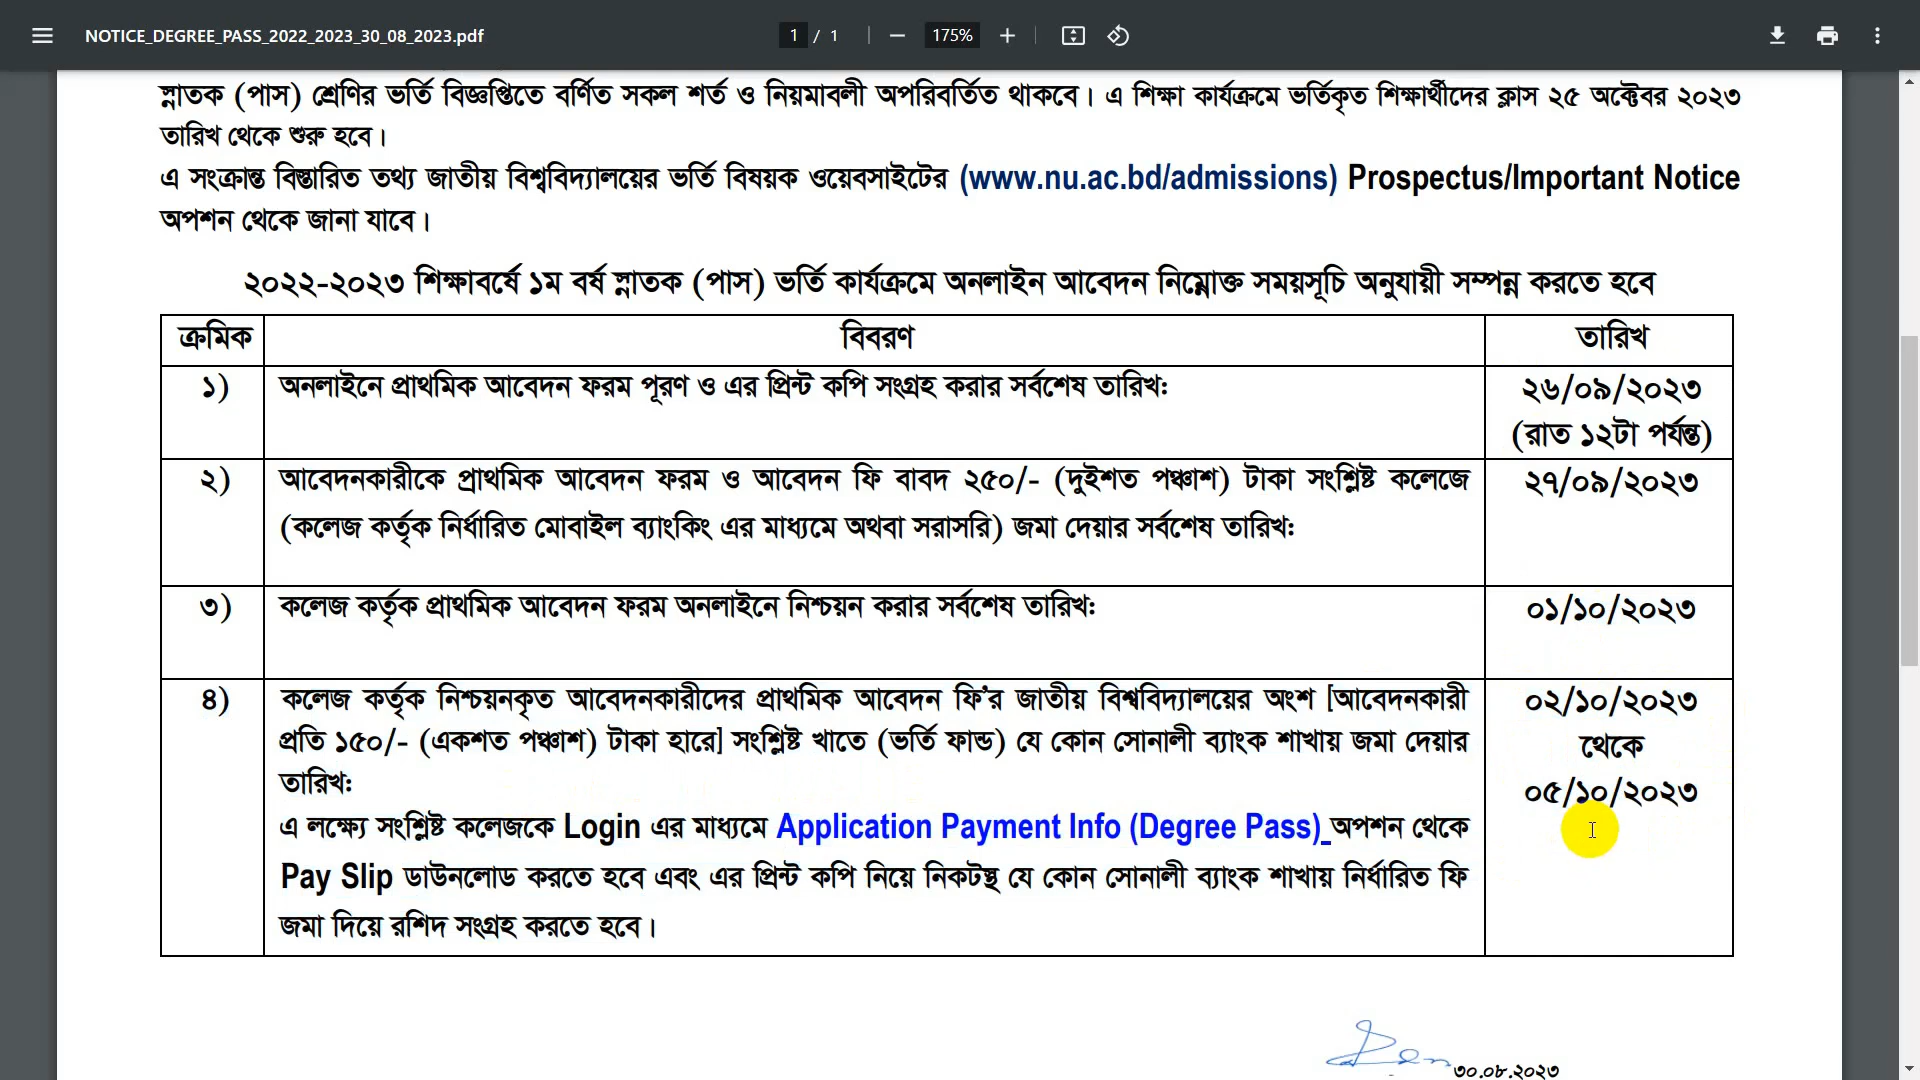 NOTICE_DEGREE_PASS_2022_2023_30_08_2023.pdf
1 / 1
175%
স্নাতক (পাস) শ্রেণির ভর্তি বিজ্ঞপ্তিতে বর্ণিত সকল শর্ত ও নিয়মাবলী অপরিবর্তিত থাকবে। এ শিক্ষা কার্যক্রমে ভর্তিকৃত শিক্ষার্থীদের ক্লাস ২৫ অক্টোবর ২০২৩
তারিখ থেকে শুরু হবে।
এ সংক্রান্ত বিস্তারিত তথ্য জাতীয় বিশ্ববিদ্যালয়ের ভর্তি বিষয়ক ওয়েবসাইটের (www.nu.ac.bd/admissions) Prospectus/Important Notice
অপশন থেকে জানা যাবে।
২০২২-২০২৩ শিক্ষাবর্ষে ১ম বর্ষ স্নাতক (পাস) ভর্তি কার্যক্রমে অনলাইন আবেদন নিম্নোক্ত সময়সূচি অনুযায়ী সম্পন্ন করতে হবে
ক্রমিক বিবরণ তারিখ
১) অনলাইনে প্রাথমিক আবেদন ফরম পূরণ ও এর প্রিন্ট কপি সংগ্রহ করার সর্বশেষ তারিখ: ২৬/০৯/২০২৩
(রাত ১২টা পর্যন্ত)
২) আবেদনকারীকে প্রাথমিক আবেদন ফরম ও আবেদন ফি বাবদ ২৫০/- (দুইশত পঞ্চাশ) টাকা সংশ্লিষ্ট কলেজে ২৭/০৯/২০২৩
(কলেজ কর্তৃক নির্ধারিত মোবাইল ব্যাংকিং এর মাধ্যমে অথবা সরাসরি) জমা দেয়ার সর্বশেষ তারিখ:
৩) কলেজ কর্তৃক প্রাথমিক আবেদন ফরম অনলাইনে নিশ্চয়ন করার সর্বশেষ তারিখ: ০১/১০/২০২৩
৪) কলেজ কর্তৃক নিশ্চয়নকৃত আবেদনকারীদের প্রাথমিক আবেদন ফি'র জাতীয় বিশ্ববিদ্যালয়ের অংশ [আবেদনকারী ০২/১০/২০২৩
প্রতি ১৫০/- (একশত পঞ্চাশ) টাকা হারে] সংশ্লিষ্ট খাতে (ভর্তি ফান্ড) যে কোন সোনালী ব্যাংক শাখায় জমা দেয়ার থেকে
তারিখ: ০৫/১০/২০২৩
এ লক্ষ্যে সংশ্লিষ্ট কলেজকে Login এর মাধ্যমে Application Payment Info (Degree Pass) অপশন থেকে
Pay Slip ডাউনলোড করতে হবে এবং এর প্রিন্ট কপি নিয়ে নিকটস্থ যে কোন সোনালী ব্যাংক শাখায় নির্ধারিত ফি
জমা দিয়ে রশিদ সংগ্রহ করতে হবে।
৩০.০৮.২০২৩